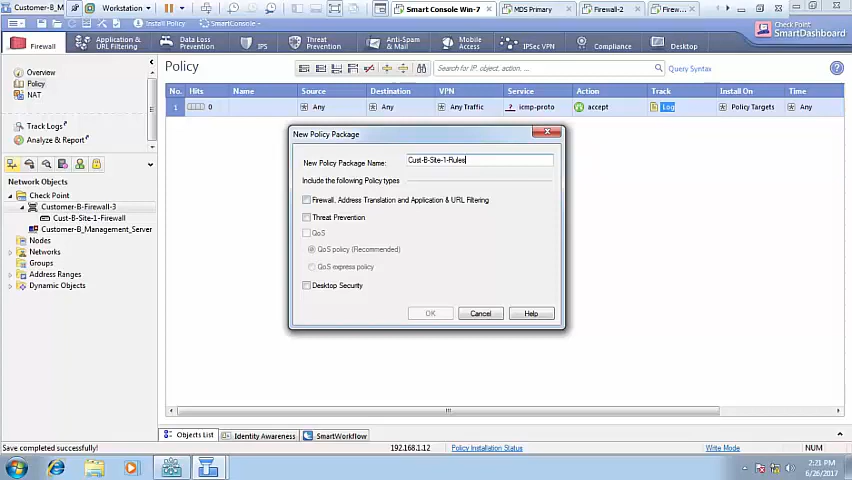 Customer-B_M
Workstation
Smart Console Win-7
MDS Primary
Firewall-2
Firew...
Install Policy
SmartConsole
Check Point
SmartDashboard
Firewall
Application &
URL Filtering
Data Loss
Prevention
IPS
Threat
Prevention
Anti-Spam
& Mail
Mobile
Access
IPSec VPN
Compliance
Desktop
Overview
Policy
NAT
Track Logs
Analyze & Report
Network Objects
Check Point
Customer-B-Firewall-3
Cust-B-Site-1-Firewall
Customer-B_Management_Server
Nodes
Networks
Groups
Address Ranges
Dynamic Objects
Policy
Search for IP, object, action, ...
Query Syntax
No. Hits Name Source Destination VPN Service Action Track Install On Time
1 0 Any Any Any Traffic icmp-proto accept Log Policy Targets Any
New Policy Package
New Policy Package Name: Cust-B-Site-1-Rules
Include the following Policy types
Firewall, Address Translation and Application & URL Filtering
Threat Prevention
QoS
QoS policy (Recommended)
QoS express policy
Desktop Security
OK Cancel Help
Objects List Identity Awareness SmartWorkflow
Save completed successfully! 192.168.1.12 Policy Installation Status Write Mode NUM
2:21 PM
6/26/2017